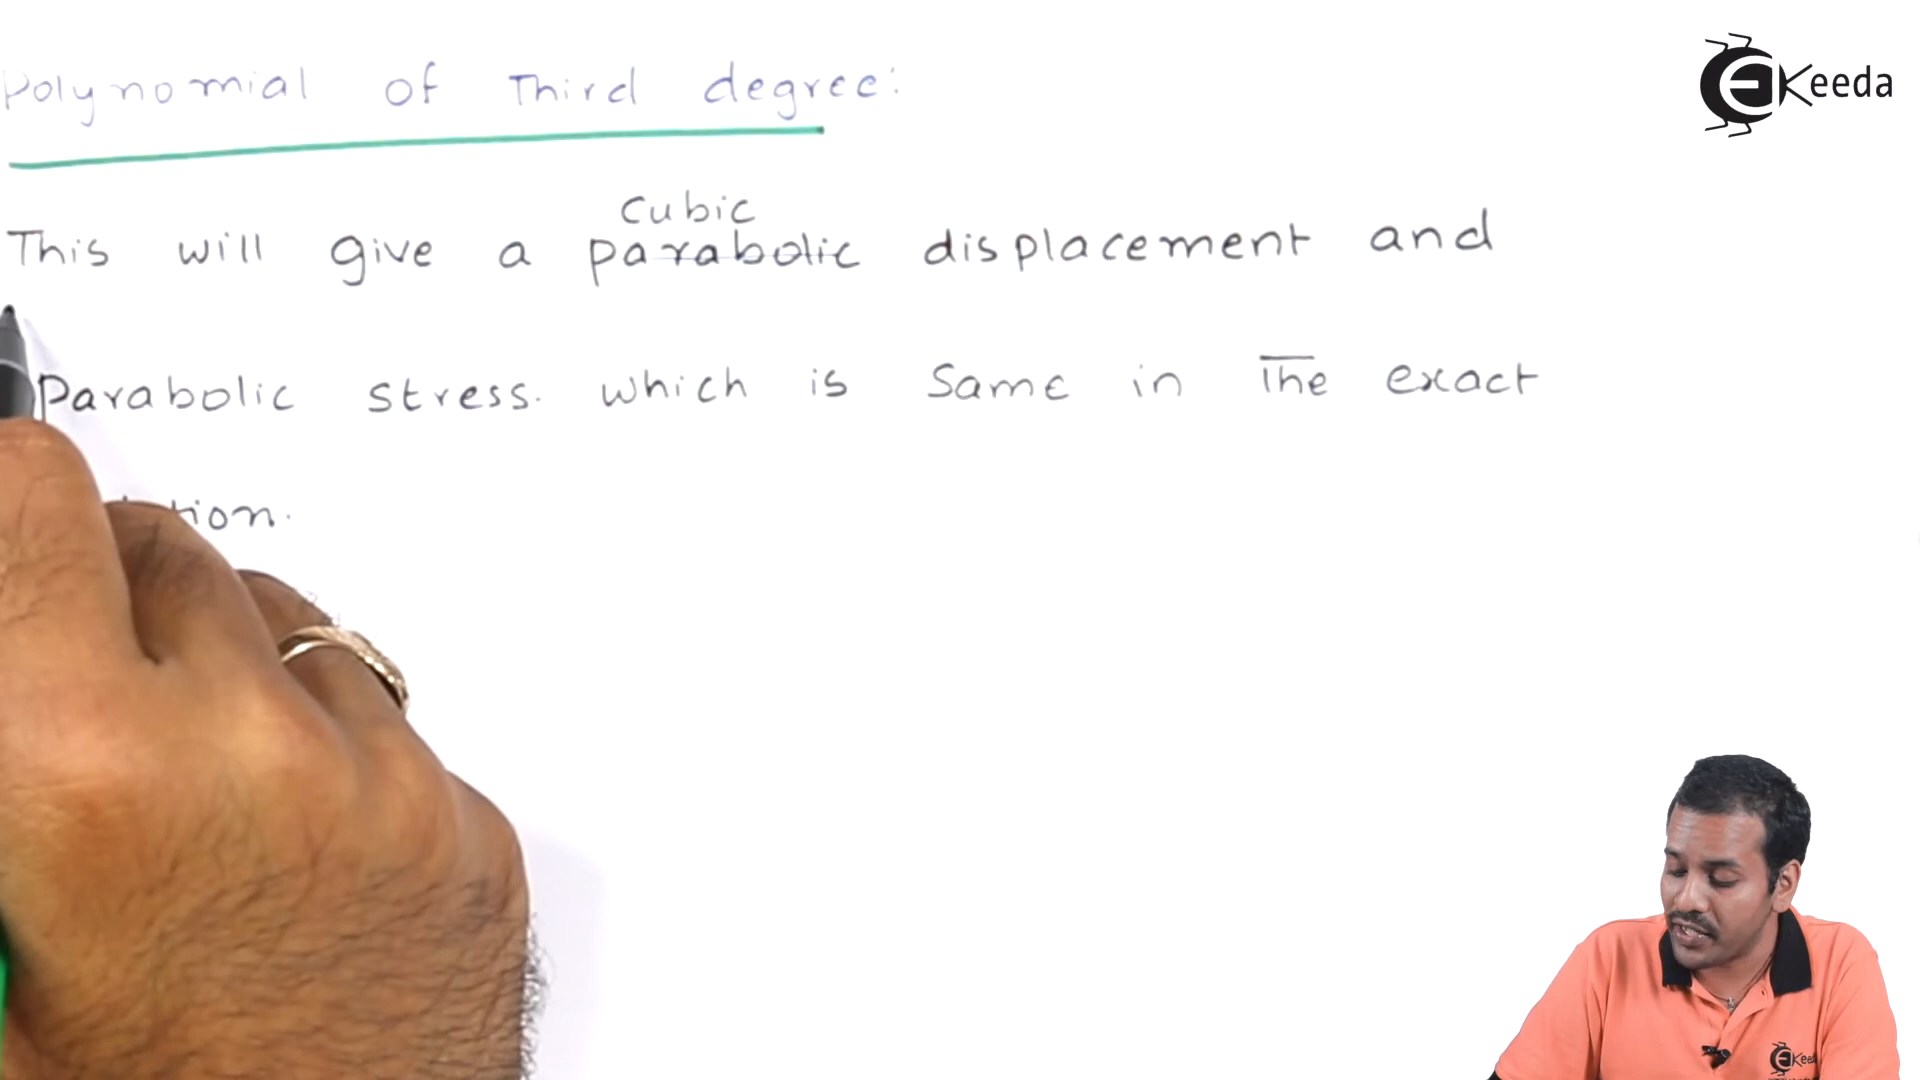 Polynomial of Third degree:
EKeeda
Cubic
This will give a parabolic displacement and
Parabolic stress. which is same in The exact
tion.